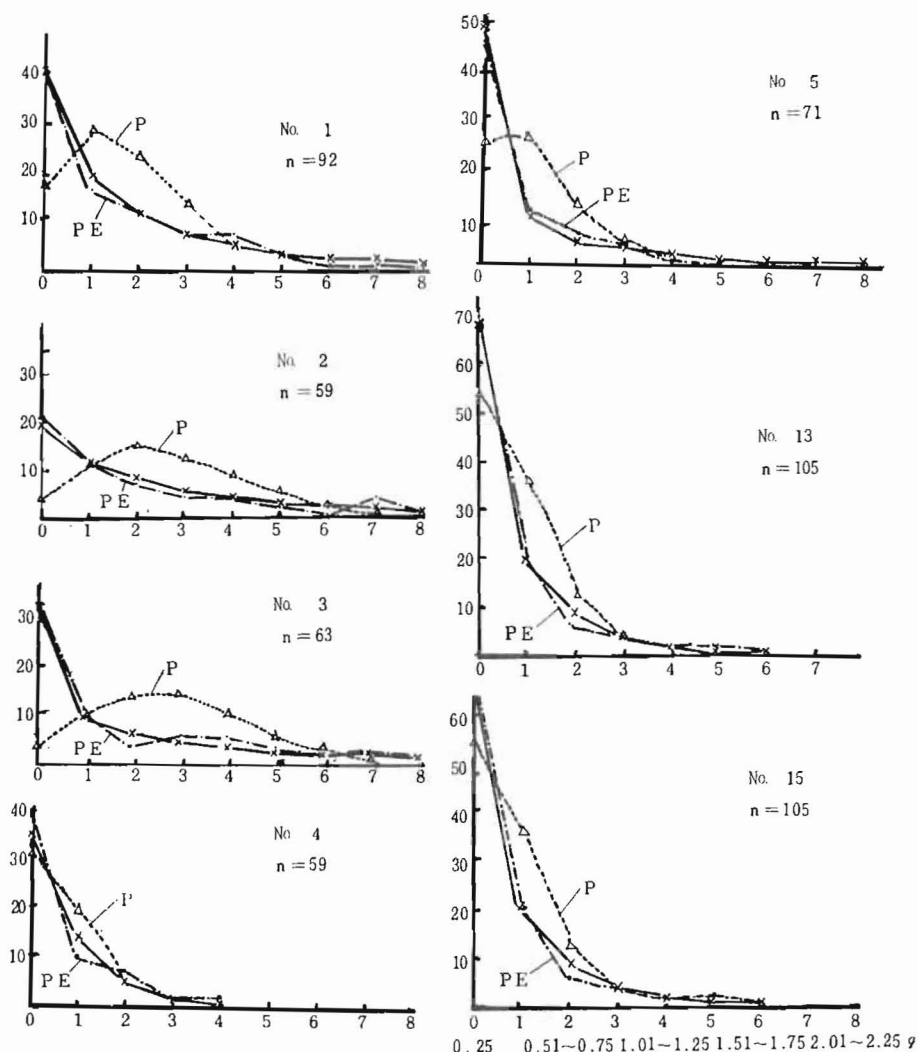 40
30
20
10
P
PE
No. 1
n = 92
0 1 2 3 4 5 6 7 8
30
20
10
P
PE
No. 2
n = 59
0 1 2 3 4 5 6 7 8
30
20
10
P
PE
No. 3
n = 63
0 1 2 3 4 5 6 7 8
40
30
20
10
P
PE
No. 4
n = 59
0 1 2 3 4 5 6 7 8
50
40
30
20
10
P
PE
No. 5
n = 71
0 1 2 3 4 5 6 7 8
70
60
50
40
30
20
10
P
PE
No. 13
n = 105
0 1 2 3 4 5 6 7
60
50
40
30
20
10
P
PE
No. 15
n = 105
0 1 2 3 4 5 6 7 8
0.25 0.51~0.75 1.01~1.25 1.51~1.75 2.01~2.25 g